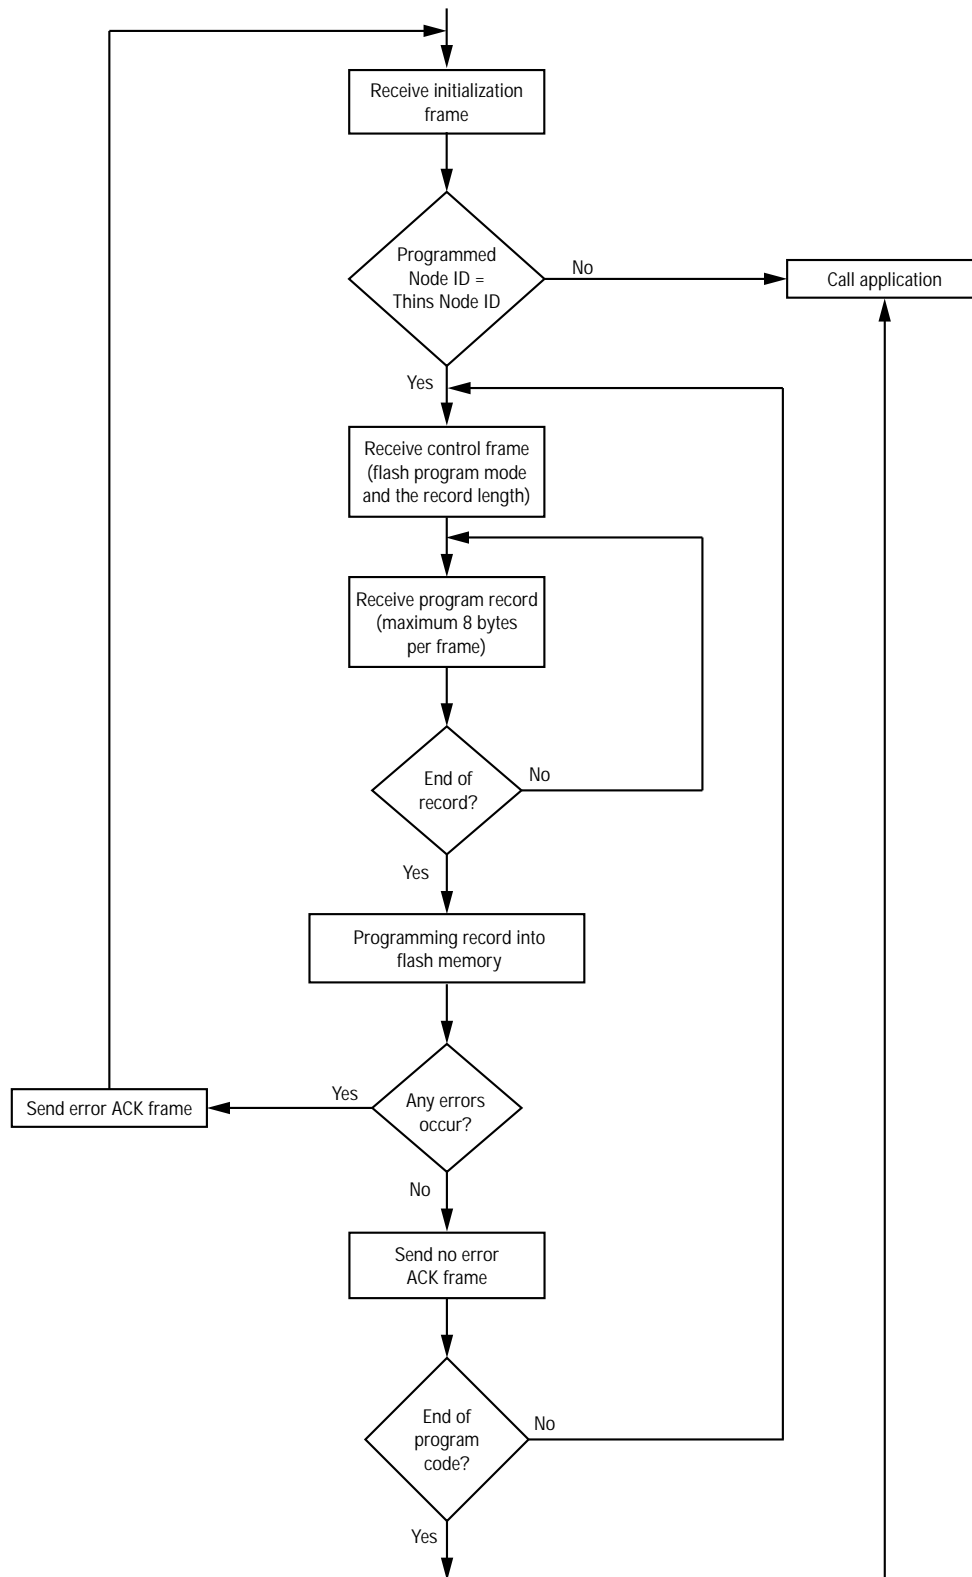 Receive initialization
frame
Programmed
Node ID =
Thins Node ID
No
Call application
Yes
Receive control frame
(flash program mode
and the record length)
Receive program record
(maximum 8 bytes
per frame)
End of
record?
No
Yes
Programming record into
flash memory
Any errors
occur?
Yes
Send error ACK frame
No
Send no error
ACK frame
End of
program
code?
No
Yes